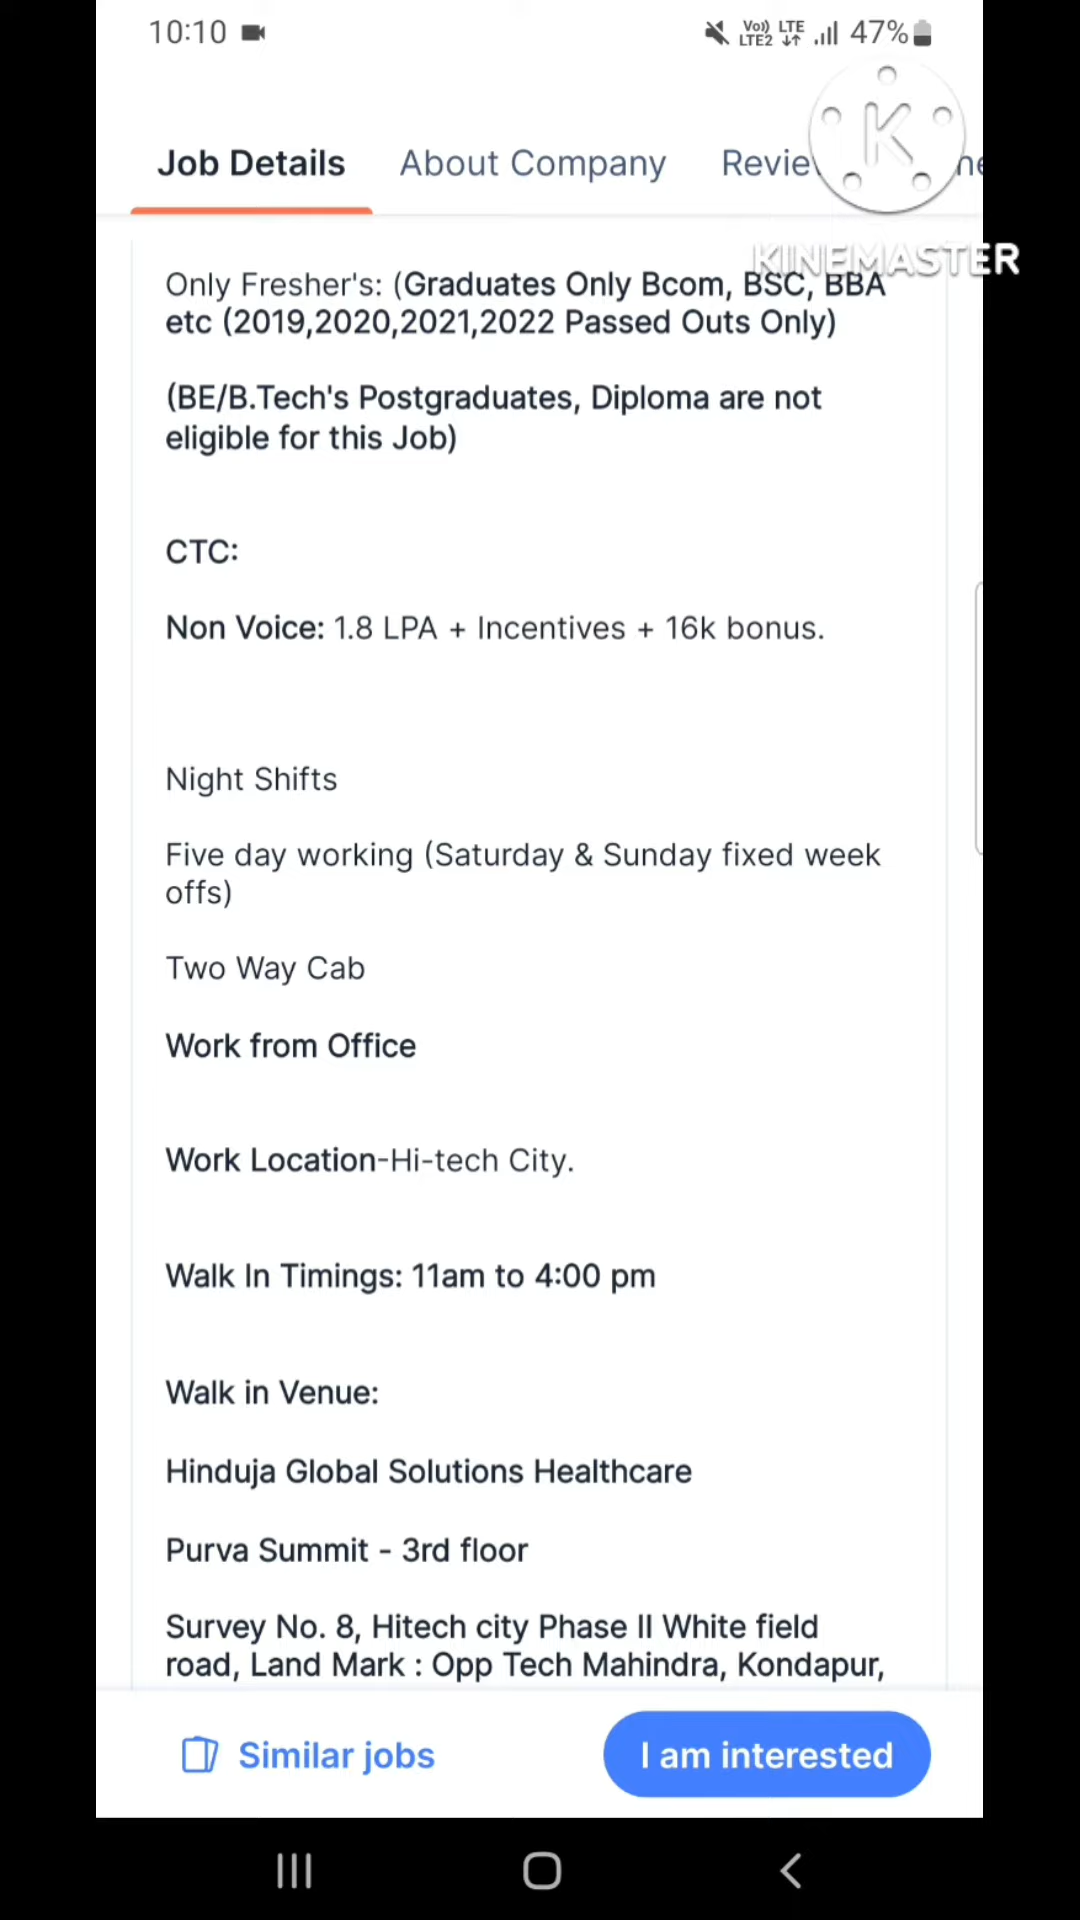 10:10
Vo)) LTE
LTE2
47%
Job Details About Company
KINEMASTER
Only Fresher's: (Graduates Only Bcom, BSC, BBA
etc (2019,2020,2021,2022 Passed Outs Only)
(BE/B.Tech's Postgraduates, Diploma are not
eligible for this Job)
CTC:
Non Voice: 1.8 LPA + Incentives + 16k bonus.
Night Shifts
Five day working (Saturday & Sunday fixed week
offs)
Two Way Cab
Work from Office
Work Location-Hi-tech City.
Walk In Timings: 11am to 4:00 pm
Walk in Venue:
Hinduja Global Solutions Healthcare
Purva Summit - 3rd floor
Survey No. 8, Hitech city Phase II White field
road, Land Mark : Opp Tech Mahindra, Kondapur,
Similar jobs
I am interested